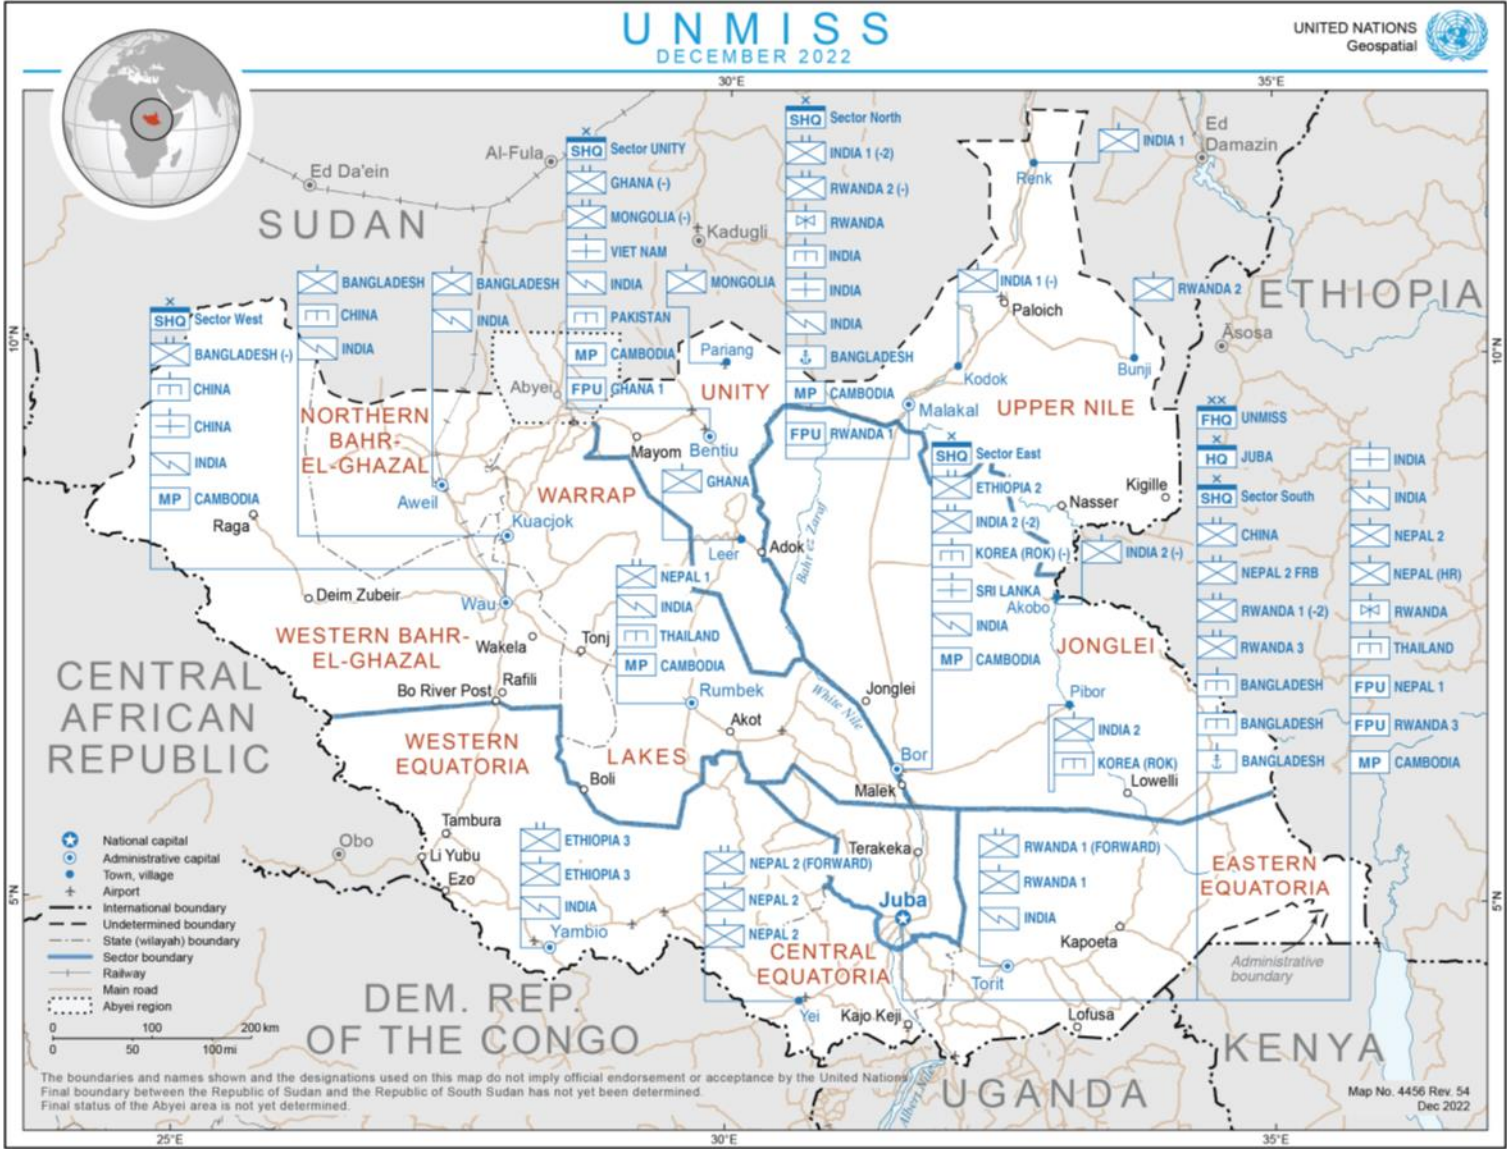 UNMISS
DECEMBER 2022
UNITED NATIONS
Geospatial
30°E
35°E
SHQ Sector North
INDIA 1 (-2)
RWANDA 2 (-)
RWANDA
INDIA
INDIA
INDIA
BANGLADESH
MP CAMBODIA
FPU RWANDA 1
SHQ Sector UNITY
GHANA (-)
MONGOLIA (-)
VIET NAM
INDIA
PAKISTAN
MP CAMBODIA
FPU GHANA 1
INDIA 1
Ed
Damazin
Al-Fula
Ed Da'ein
Renk
SUDAN
Kadugli
MONGOLIA
BANGLADESH
CHINA
INDIA
BANGLADESH
INDIA
INDIA 1 (-)
Paloich
RWANDA 2
ETHIOPIA
Äsosa
SHQ Sector West
BANGLADESH (-)
CHINA
CHINA
INDIA
MP CAMBODIA
10°N
10°N
Pariang
Abyei
UNITY
Kodok
Bunji
Malakal
UPPER NILE
NORTHERN
BAHR-
EL-GHAZAL
Mayom
Bentiu
WARRAP
GHANA
Aweil
Raga
Kuacjok
Leer
Adok
Bahr ez Zaraf
SHQ Sector East
ETHIOPIA 2
INDIA 2 (-2)
KOREA (ROK) (-)
SRI LANKA
INDIA
MP CAMBODIA
Nasser
Kigille
INDIA 2 (-)
Akobo
FHQ UNMISS
HQ JUBA
SHQ Sector South
CHINA
NEPAL 2 FRB
RWANDA 1 (-2)
RWANDA 3
BANGLADESH
BANGLADESH
BANGLADESH
INDIA
INDIA
NEPAL 2
NEPAL (HR)
RWANDA
THAILAND
FPU NEPAL 1
FPU RWANDA 3
MP CAMBODIA
Deim Zubeir
Wau
NEPAL 1
INDIA
THAILAND
MP CAMBODIA
WESTERN BAHR-
EL-GHAZAL
Wakela
Tonj
JONGLEI
CENTRAL
AFRICAN
REPUBLIC
Rafili
Bo River Post
Rumbek
Jonglei
White Nile
Pibor
INDIA 2
KOREA (ROK)
Akot
WESTERN
EQUATORIA
LAKES
Bor
Boli
Malek
Lowelli
Tambura
Obo
Li Yubu
Ezo
ETHIOPIA 3
ETHIOPIA 3
INDIA
Yambio
NEPAL 2 (FORWARD)
NEPAL 2
NEPAL 2
Terakeka
RWANDA 1 (FORWARD)
RWANDA 1
INDIA
EASTERN
EQUATORIA
5°N
5°N
Juba
CENTRAL
EQUATORIA
Kapoeta
Torit
Administrative
boundary
Yei
Kajo Keji
Lofusa
DEM. REP.
OF THE CONGO
UGANDA
KENYA
Albert Nile
National capital
Administrative capital
Town, village
Airport
International boundary
Undetermined boundary
State (wilayah) boundary
Sector boundary
Railway
Main road
Abyei region
0 100 200 km
0 50 100 mi
The boundaries and names shown and the designations used on this map do not imply official endorsement or acceptance by the United Nations.
Final boundary between the Republic of Sudan and the Republic of South Sudan has not yet been determined.
Final status of the Abyei area is not yet determined.
Map No. 4456 Rev. 54
Dec 2022
25°E
30°E
35°E